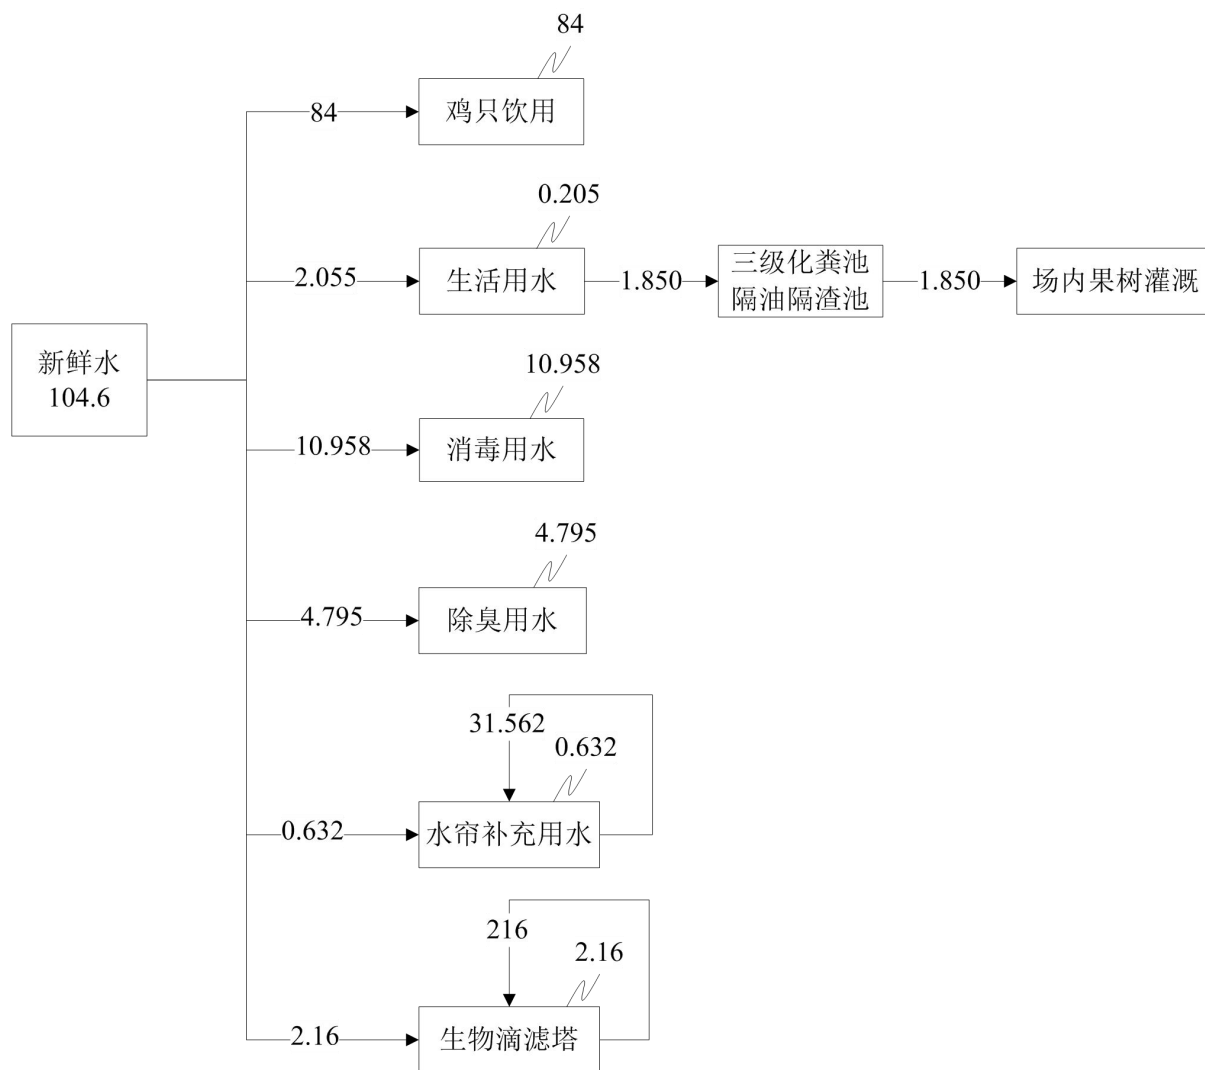 84
84
鸡只饮用
0.205
2.055
生活用水
1.850
三级化粪池
隔油隔渣池
1.850
场内果树灌溉
新鲜水
104.6
10.958
10.958
消毒用水
4.795
4.795
除臭用水
31.562
0.632
0.632
水帘补充用水
216
2.16
2.16
生物滴滤塔